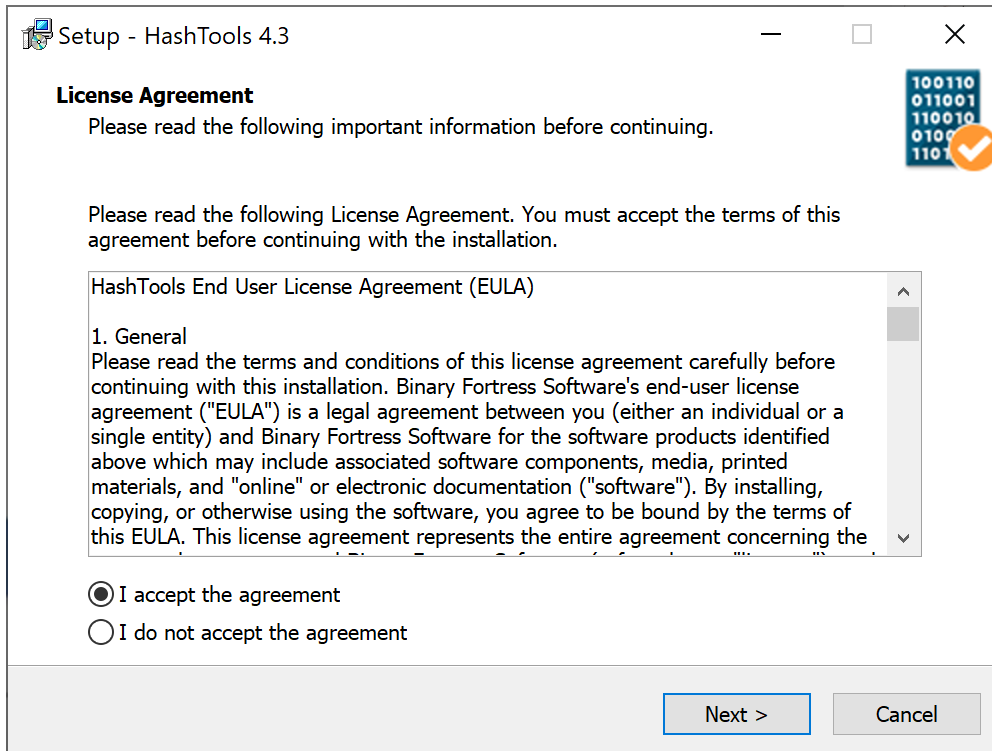 Setup - HashTools 4.3
License Agreement
Please read the following important information before continuing.
100110
011001
110010
010
110
Please read the following License Agreement. You must accept the terms of this
agreement before continuing with the installation.
HashTools End User License Agreement (EULA)
1. General
Please read the terms and conditions of this license agreement carefully before
continuing with this installation. Binary Fortress Software's end-user license
agreement ("EULA") is a legal agreement between you (either an individual or a
single entity) and Binary Fortress Software for the software products identified
above which may include associated software components, media, printed
materials, and "online" or electronic documentation ("software"). By installing,
copying, or otherwise using the software, you agree to be bound by the terms of
this EULA. This license agreement represents the entire agreement concerning the
I accept the agreement
I do not accept the agreement
Next >
Cancel